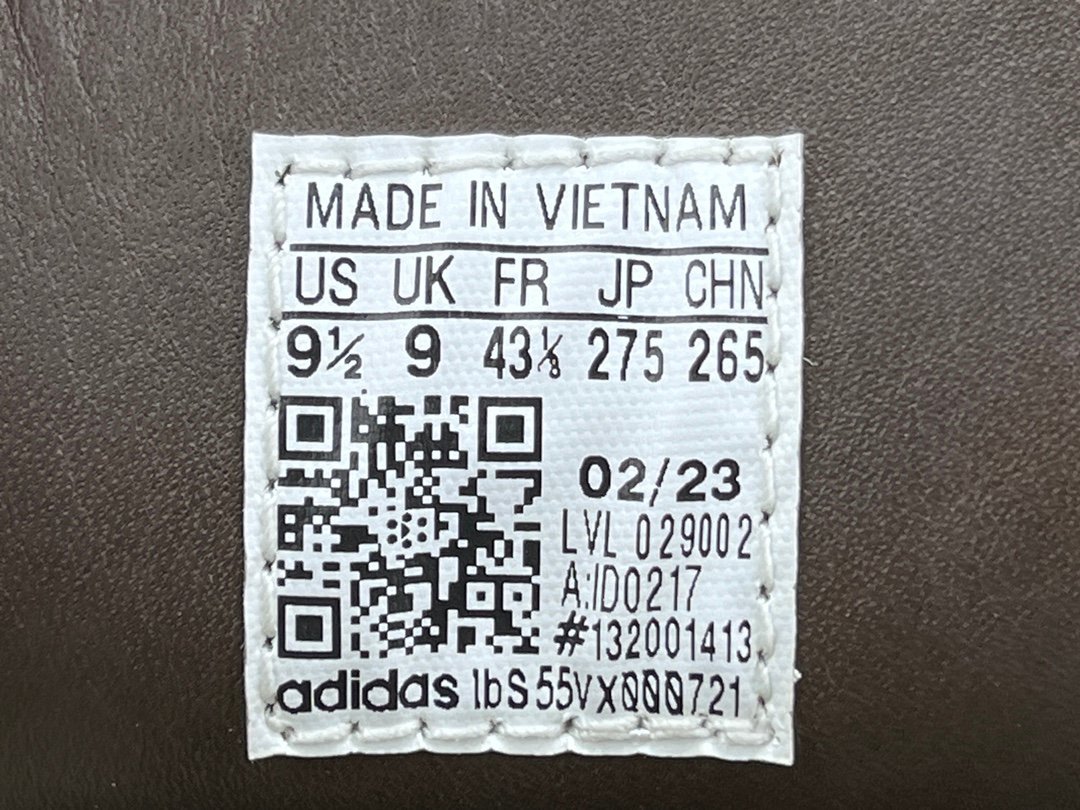 MADE IN VIETNAM
US UK FR JP CHN
9½ 9 43⅓ 275 265
02/23
LVL 029002
A:ID0217
#132001413
adidas lbS55VX000721